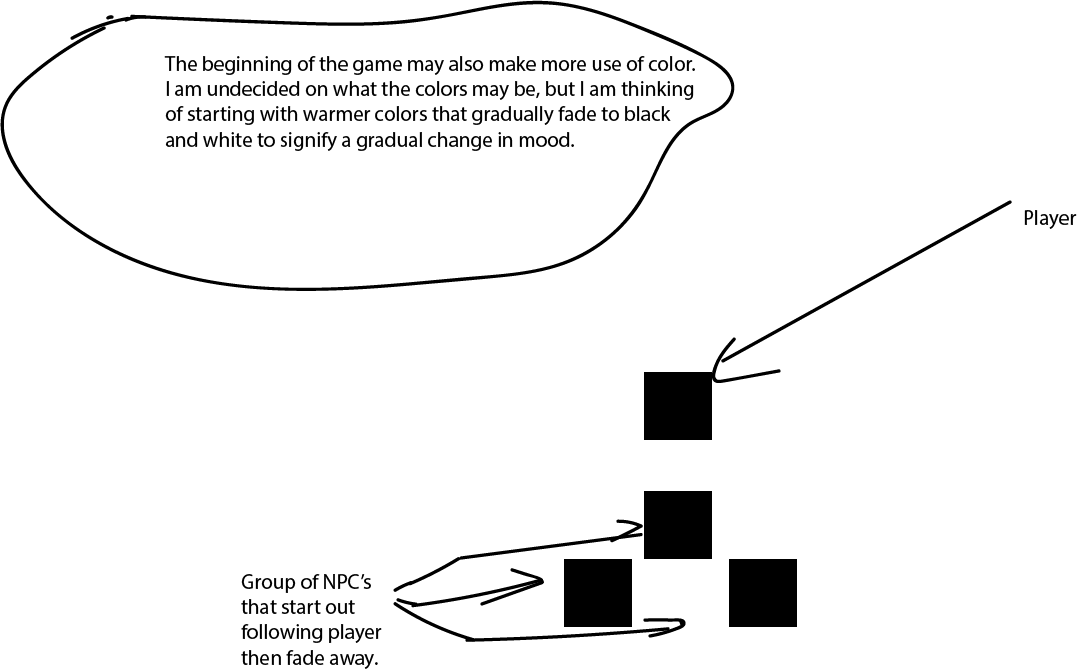 The beginning of the game may also make more use of color.
I am undecided on what the colors may be, but I am thinking
of starting with warmer colors that gradually fade to black
and white to signify a gradual change in mood.
Player
Group of NPC's
that start out
following player
then fade away.